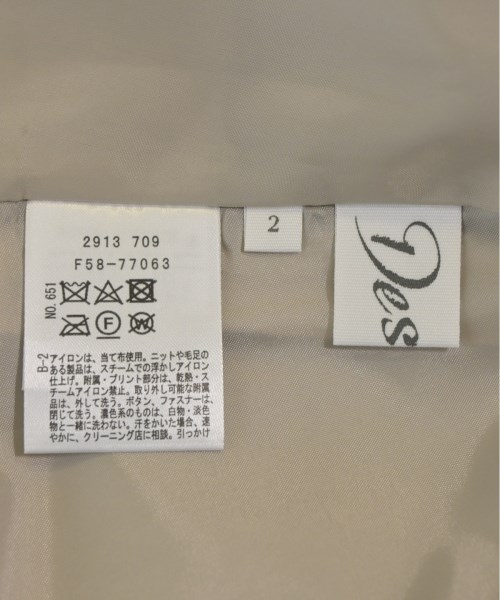 2913 709
F58-77063
NO.651
F
W
B-2
アイロンは、当て布使用。ニットや毛足の
ある製品は、スチームでの浮かしアイロン
仕上げ。附属・プリント部分は、乾熱・ス
チームアイロン禁止。取り外し可能な附属
品は、外して洗う。ボタン、ファスナーは、
閉じて洗う。濃色系のものは、白物・淡色
物と一緒に洗わない。汗をかいた場合、速
やかに、クリーニング店に相談。引っかけ
2
Des